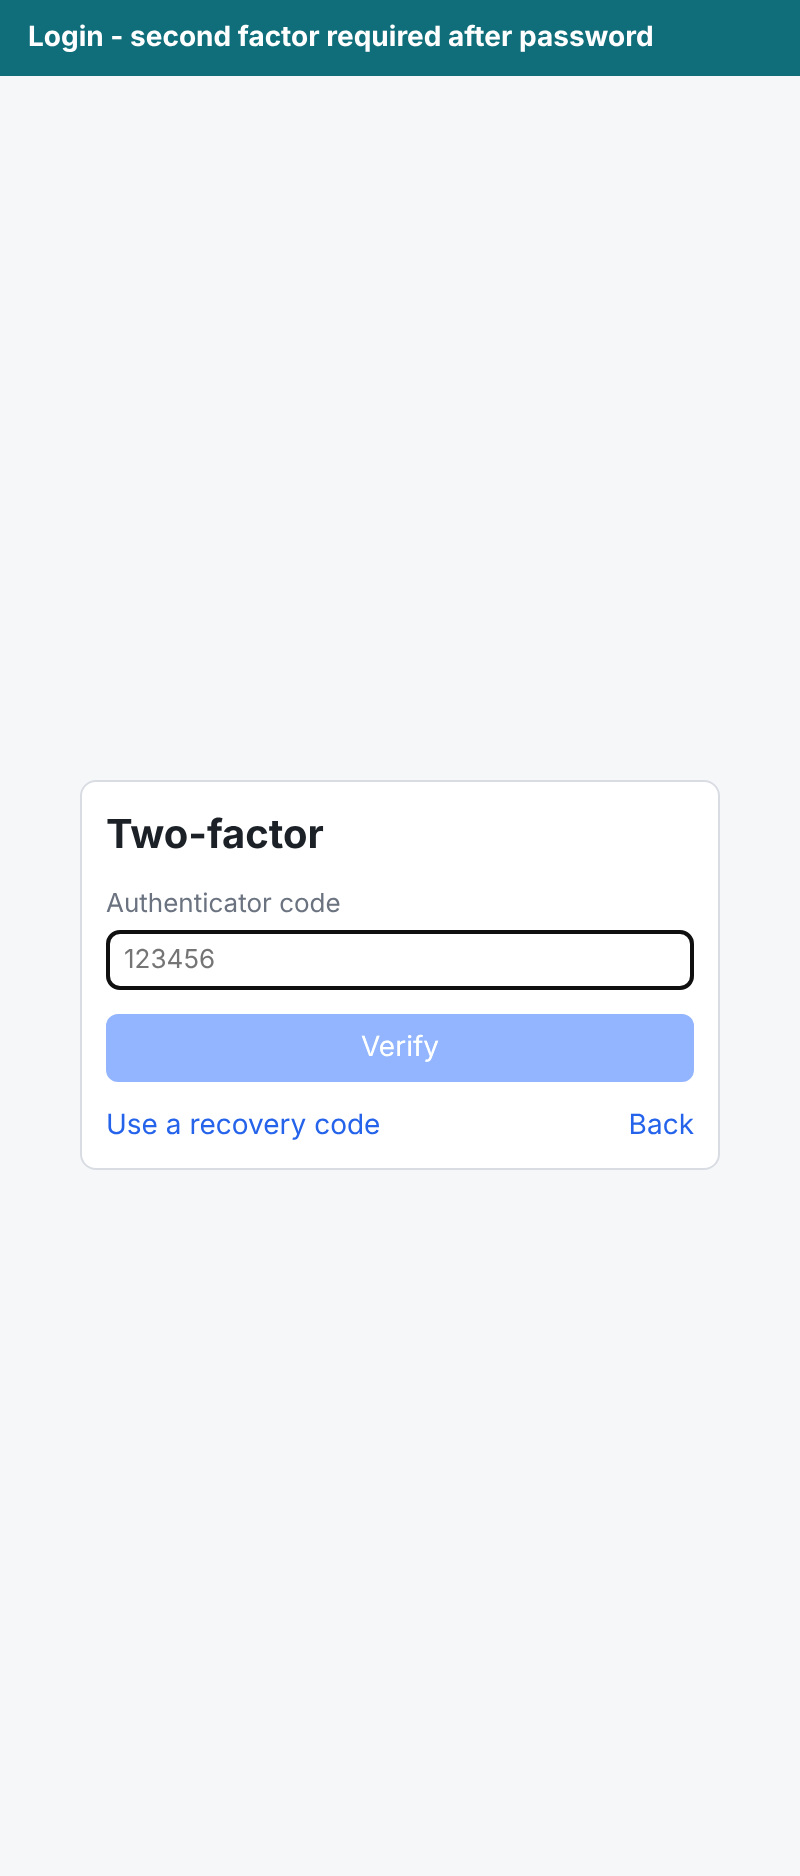 Login - second factor required after password
Two-factor
Authenticator code
123456
Verify
Use a recovery code
Back